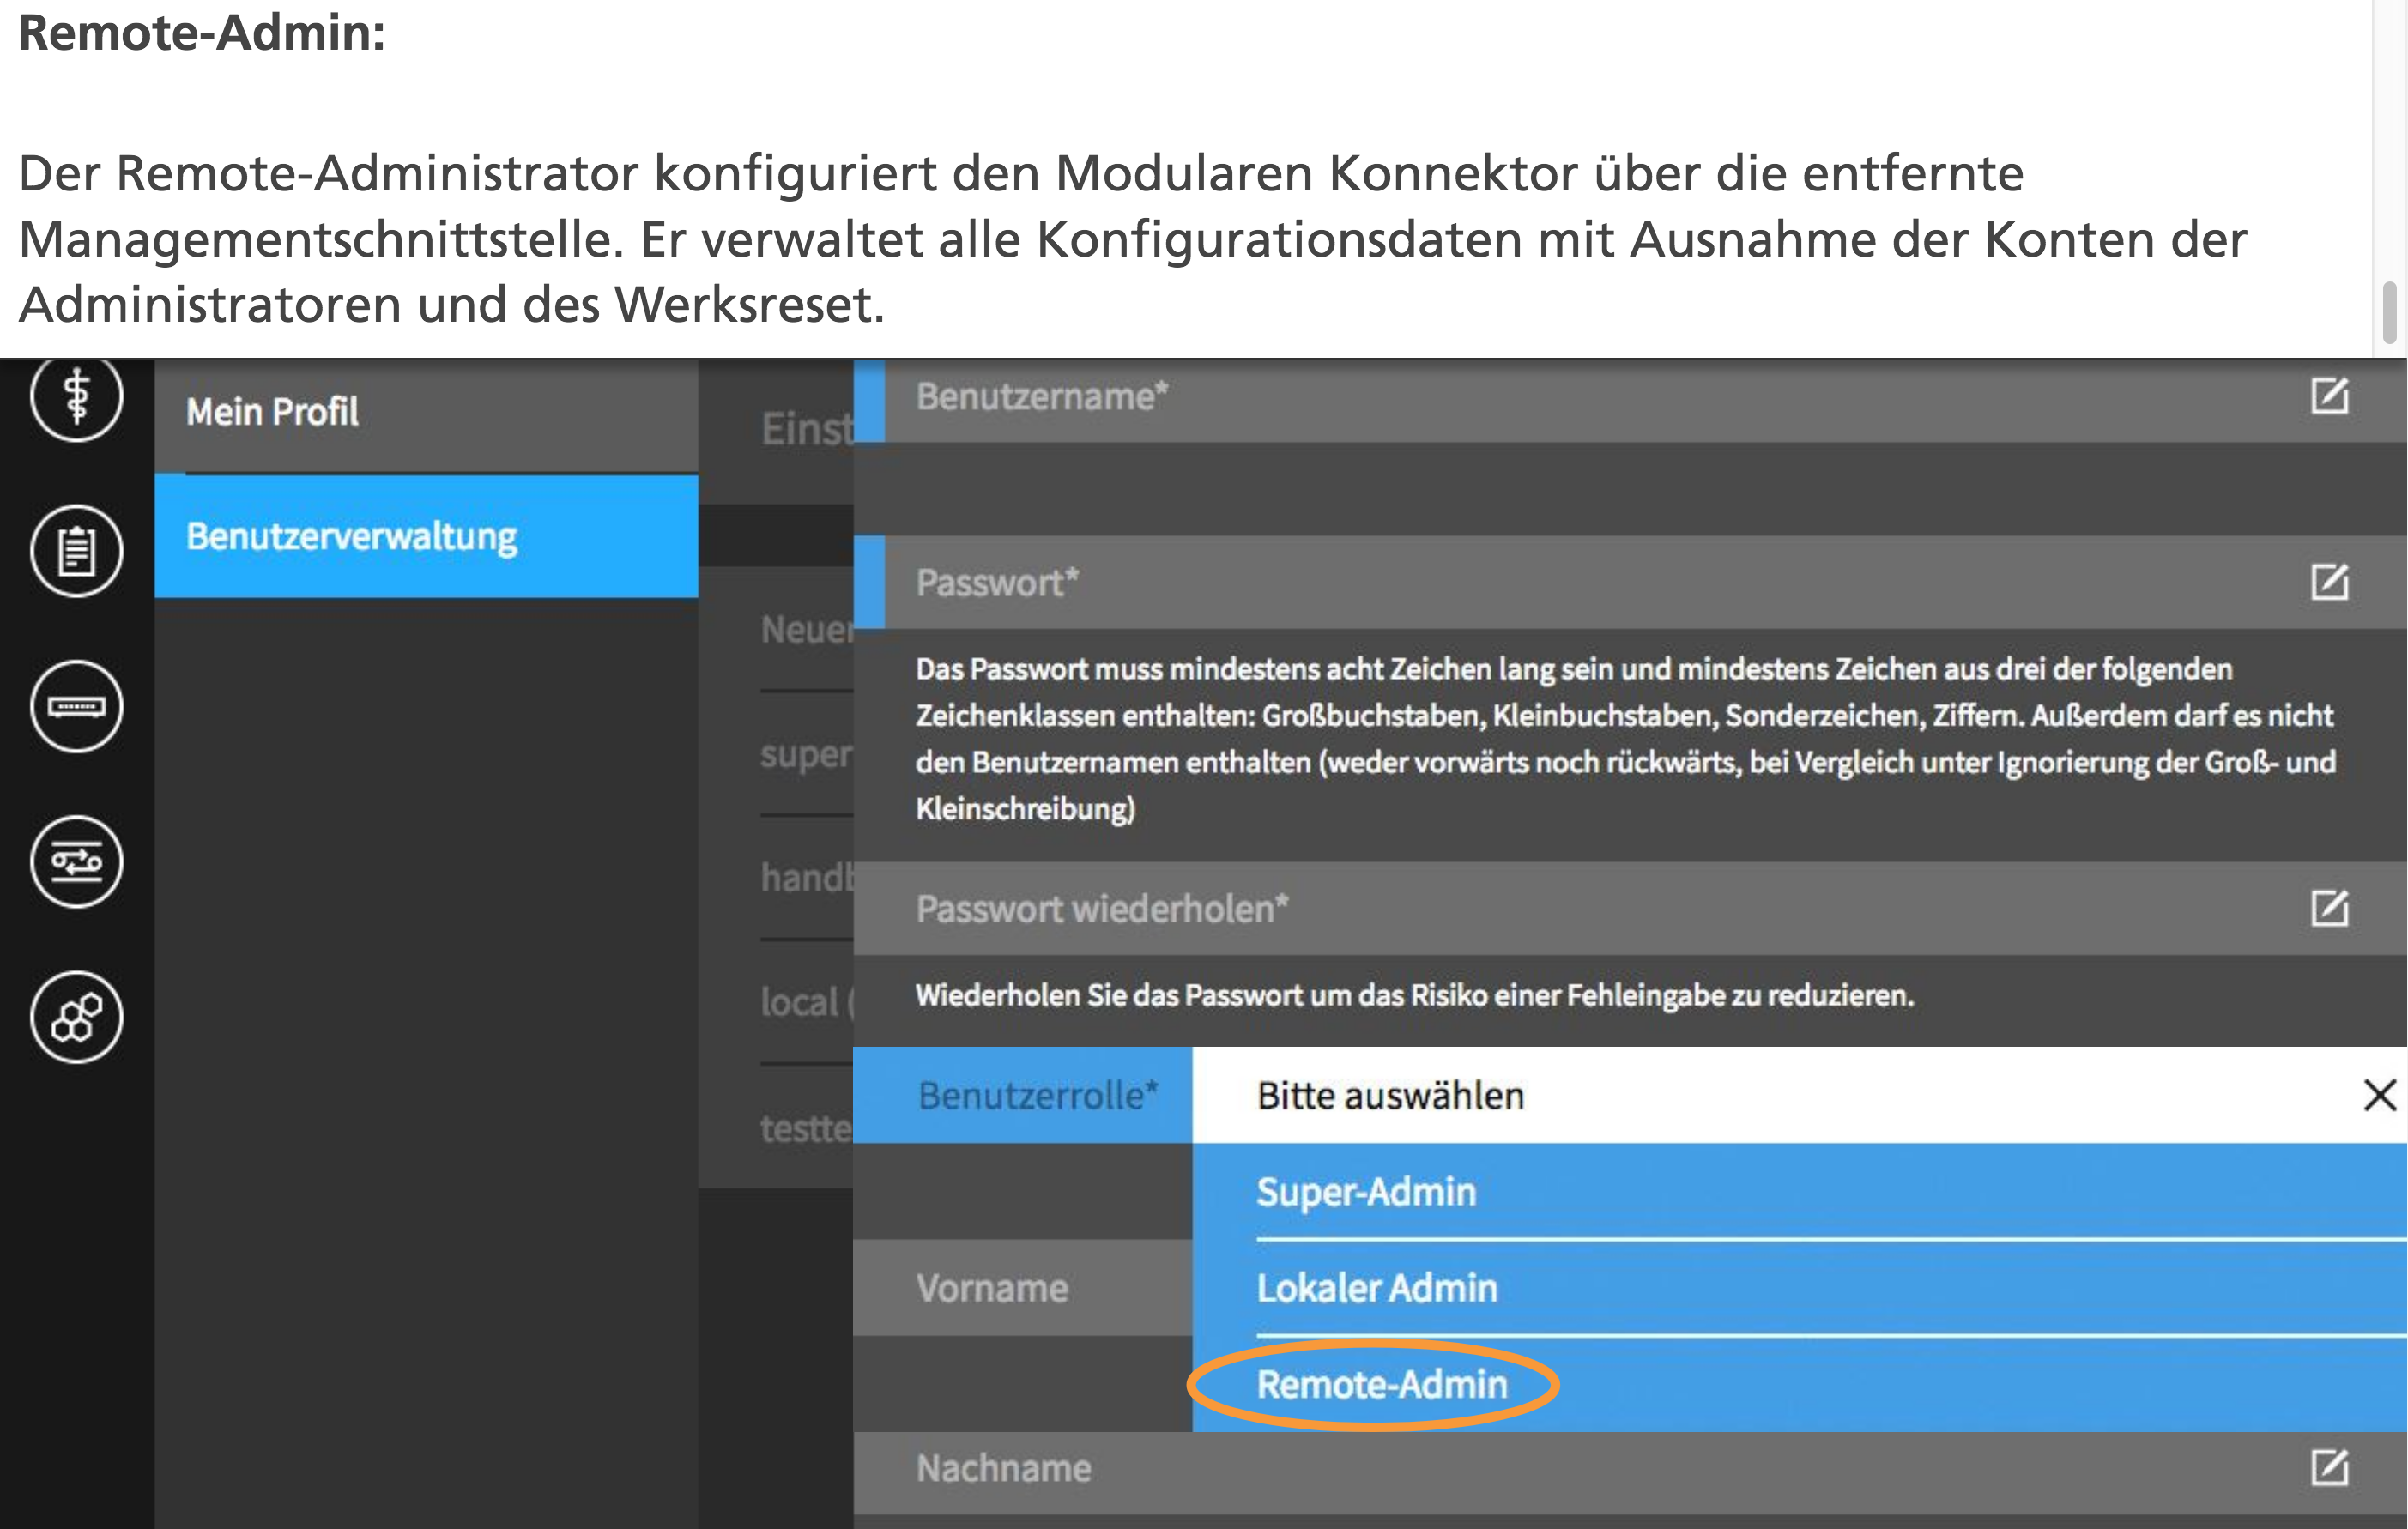 Remote-Admin:
Der Remote-Administrator konfiguriert den Modularen Konnektor über die entfernte
Managementschnittstelle. Er verwaltet alle Konfigurationsdaten mit Ausnahme der Konten der
Administratoren und des Werksreset.
Mein Profil
Benutzerverwaltung
Einst
Neuer
super
handb
local (
testte
Benutzername*
Passwort*
Das Passwort muss mindestens acht Zeichen lang sein und mindestens Zeichen aus drei der folgenden
Zeichenklassen enthalten: Großbuchstaben, Kleinbuchstaben, Sonderzeichen, Ziffern. Außerdem darf es nicht
den Benutzernamen enthalten (weder vorwärts noch rückwärts, bei Vergleich unter Ignorierung der Groß- und
Kleinschreibung)
Passwort wiederholen*
Wiederholen Sie das Passwort um das Risiko einer Fehleingabe zu reduzieren.
Benutzerrolle*
Bitte auswählen
Super-Admin
Vorname
Lokaler Admin
Remote-Admin
Nachname